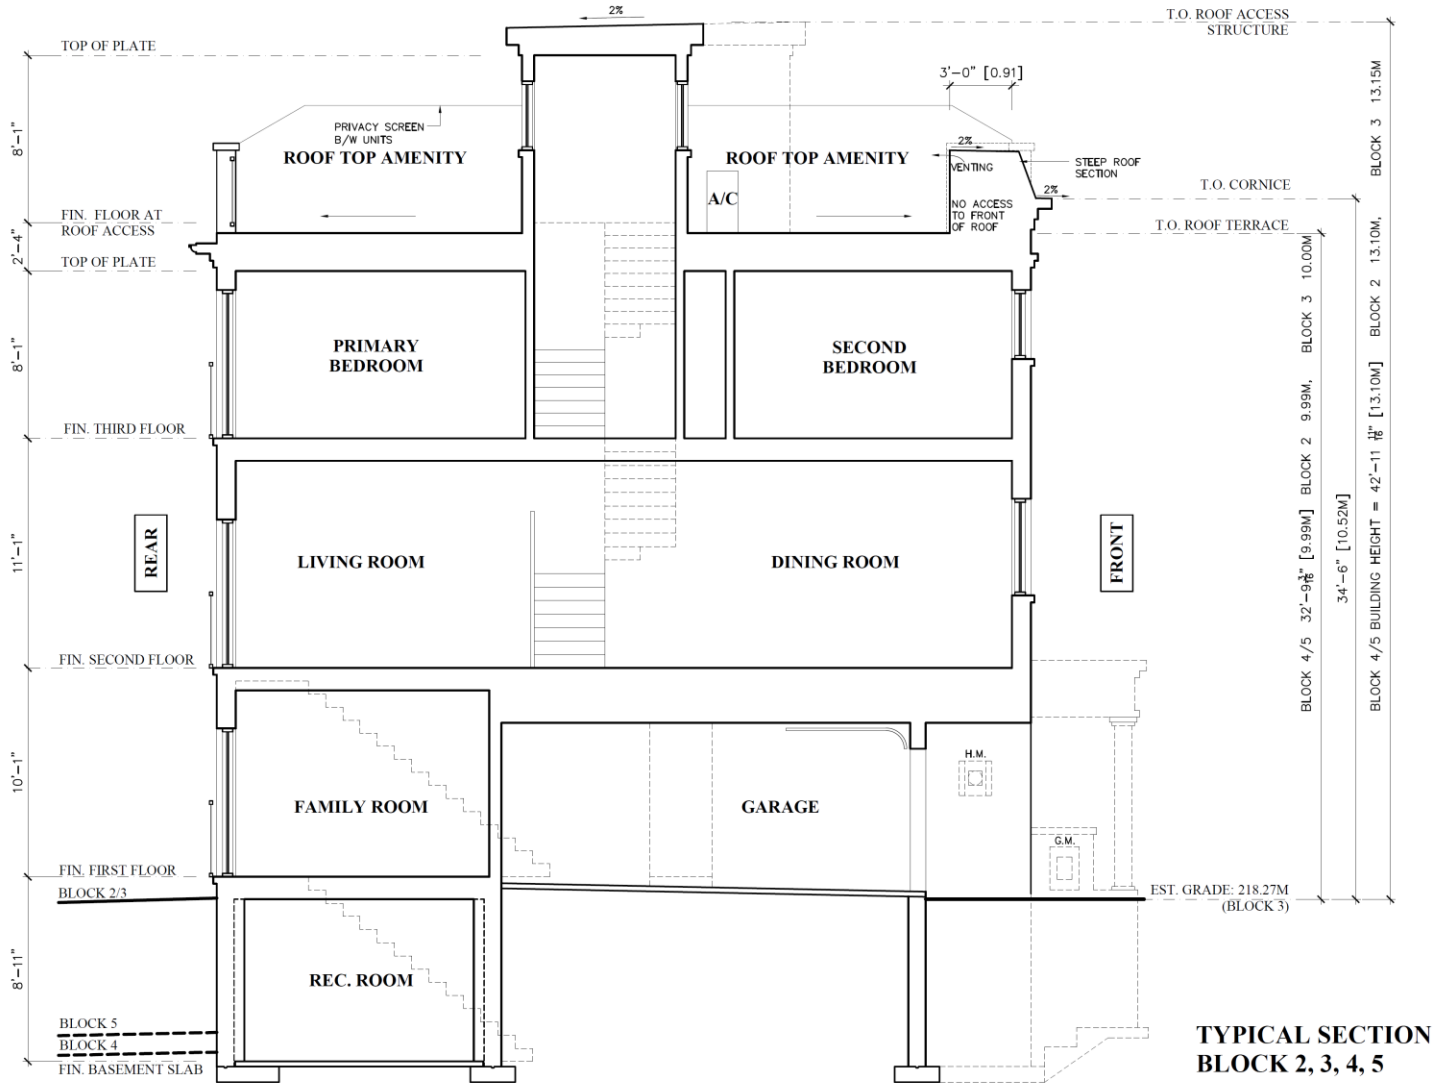 2%
T.O. ROOF ACCESS
STRUCTURE
TOP OF PLATE
3'-0" [0.91]
PRIVACY SCREEN
B/W UNITS
ROOF TOP AMENITY
ROOF TOP AMENITY
2%
VENTING
STEEP ROOF
SECTION
A/C
2%
T.O. CORNICE
NO ACCESS
TO FRONT
OF ROOF
FIN. FLOOR AT
ROOF ACCESS
T.O. ROOF TERRACE
TOP OF PLATE
8'-1"
2'-4"
8'-1"
11'-1"
10'-1"
8'-11"
PRIMARY
BEDROOM
SECOND
BEDROOM
FIN. THIRD FLOOR
REAR
LIVING ROOM
DINING ROOM
FRONT
BLOCK 4/5 32'-9 3/16" [9.99M] BLOCK 2 9.99M, BLOCK 3 10.00M
34'-6" [10.52M]
BLOCK 4/5 BUILDING HEIGHT = 42'-11 11/16" [13.10M] BLOCK 2 13.10M, BLOCK 3 13.15M
FIN. SECOND FLOOR
FAMILY ROOM
GARAGE
H.M.
G.M.
FIN. FIRST FLOOR
BLOCK 2/3
EST. GRADE: 218.27M
(BLOCK 3)
REC. ROOM
BLOCK 5
BLOCK 4
FIN. BASEMENT SLAB
TYPICAL SECTION
BLOCK 2, 3, 4, 5